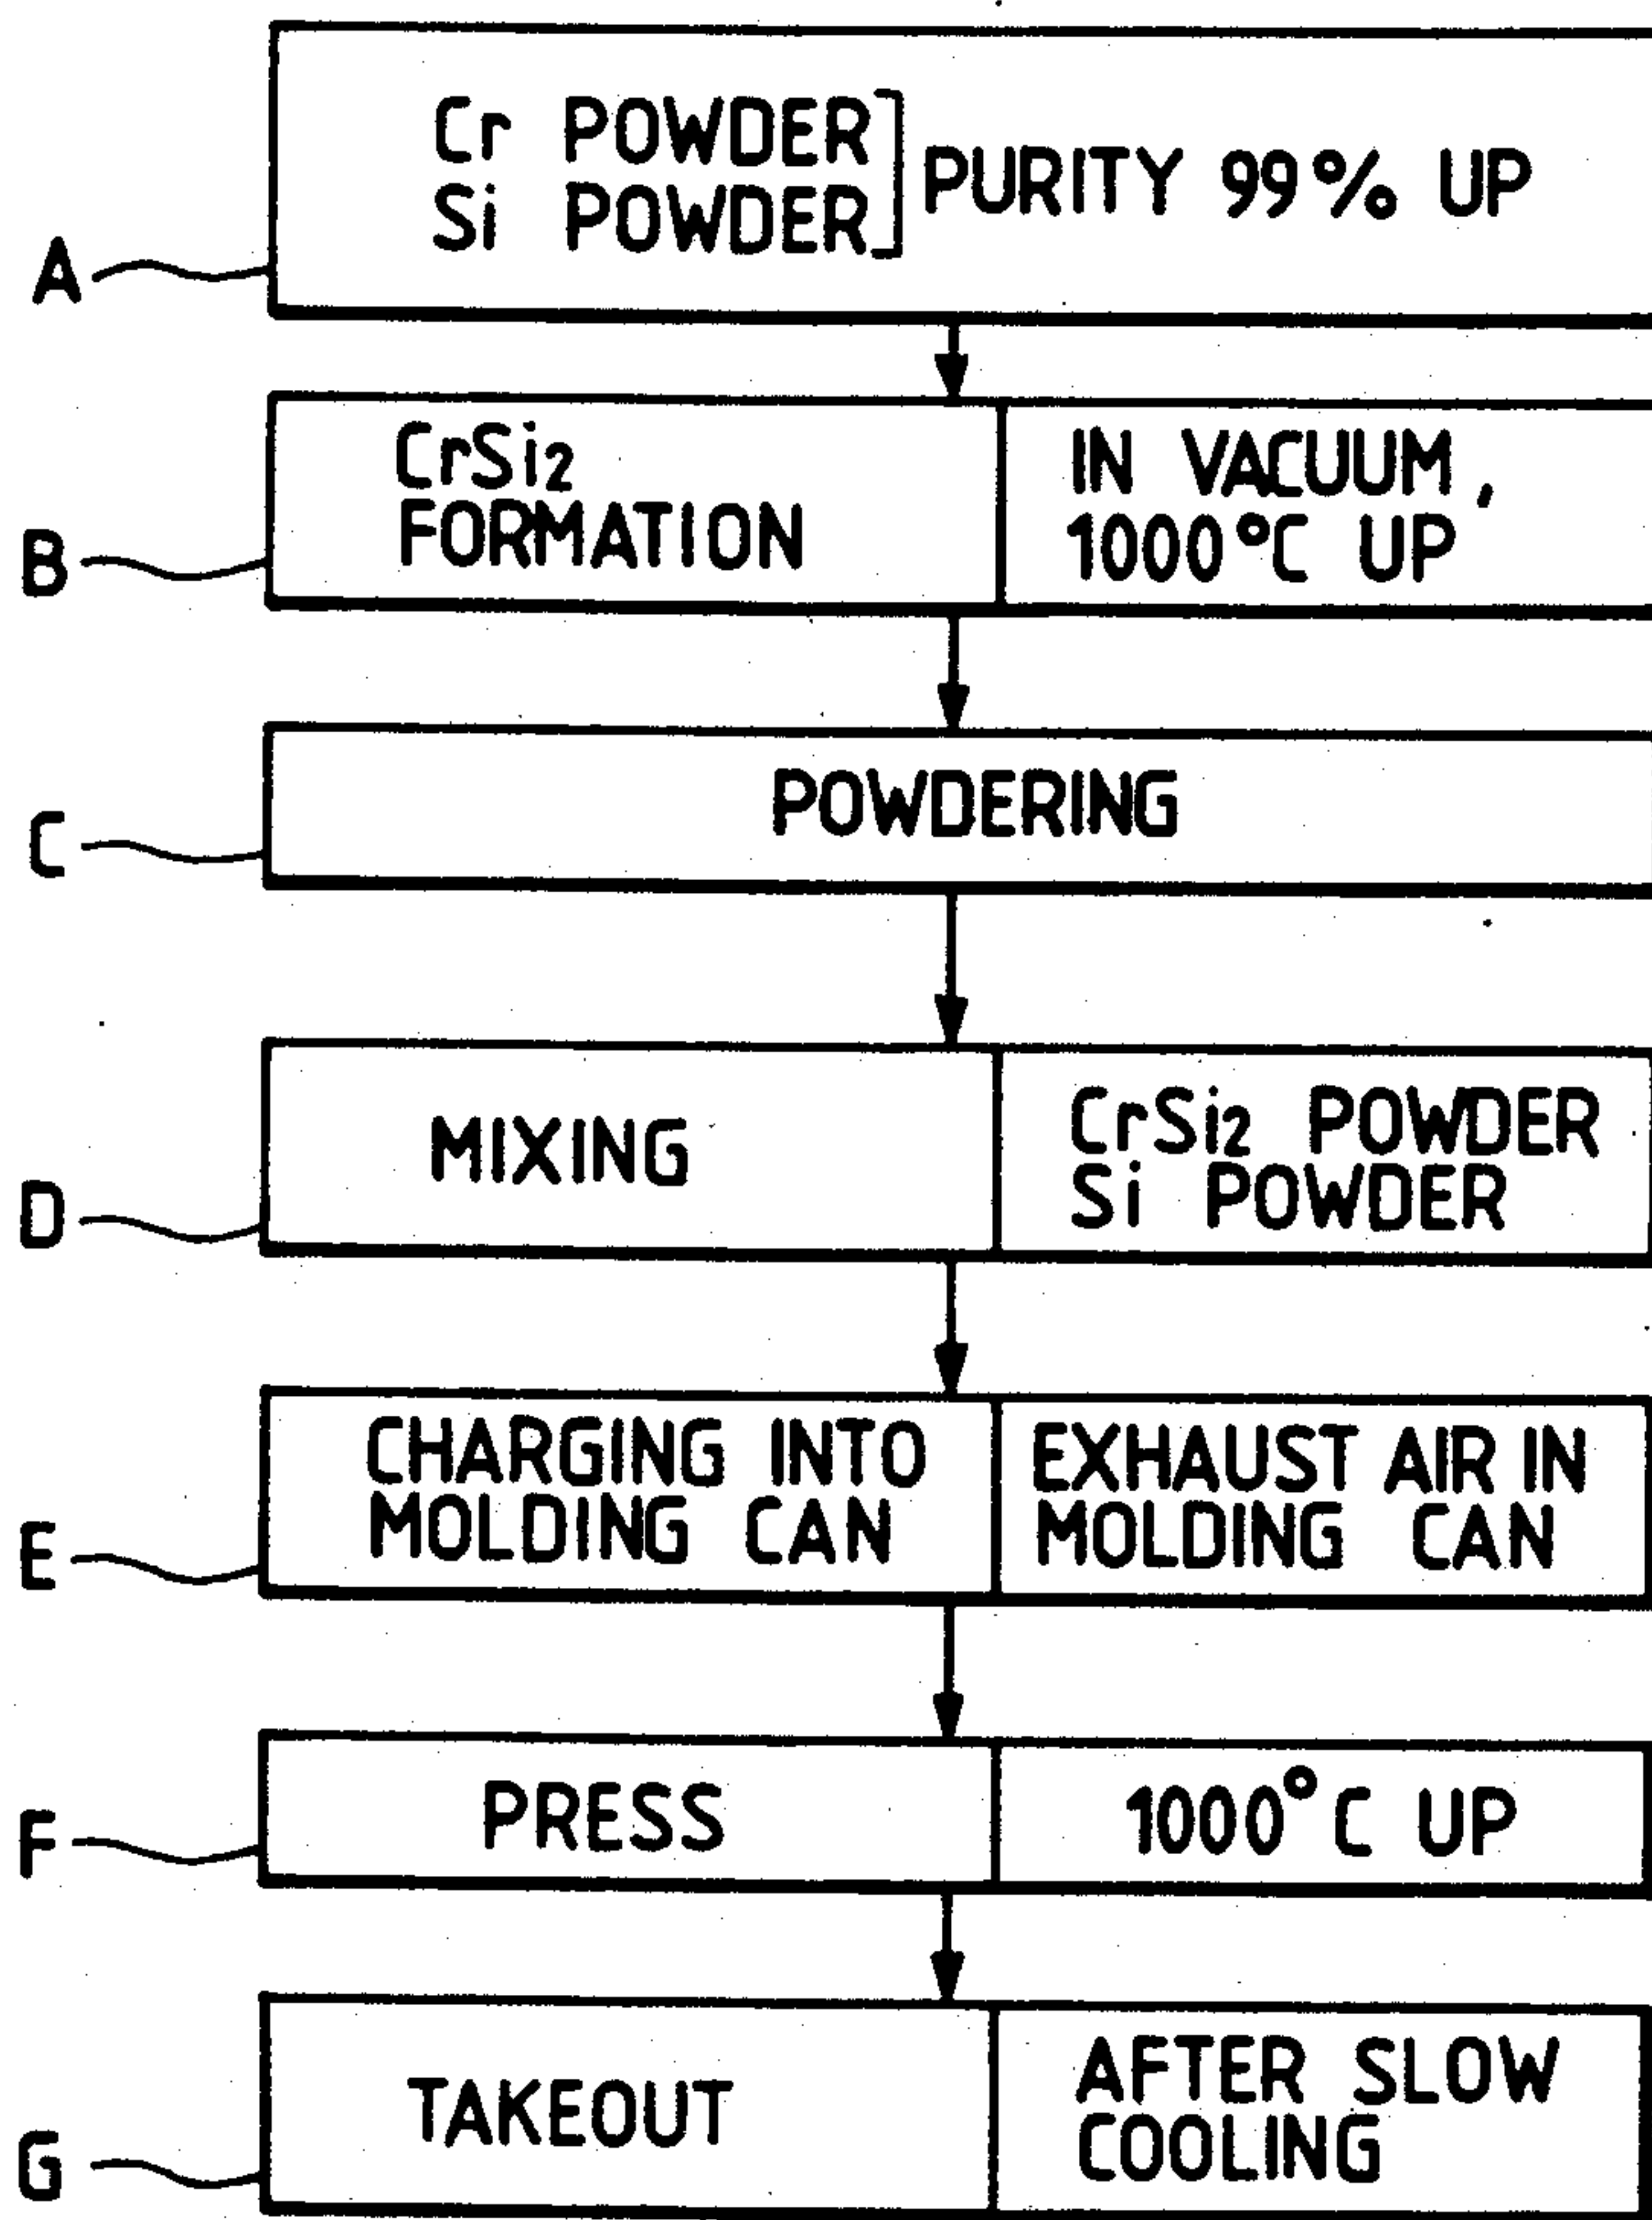 Cr POWDER
Si POWDER
PURITY 99% UP
A
CrSi2
FORMATION
IN VACUUM,
1000°C UP
B
POWDERING
C
MIXING
CrSi2 POWDER
Si POWDER
D
CHARGING INTO
MOLDING CAN
EXHAUST AIR IN
MOLDING CAN
E
PRESS
1000°C UP
F
TAKEOUT
AFTER SLOW
COOLING
G